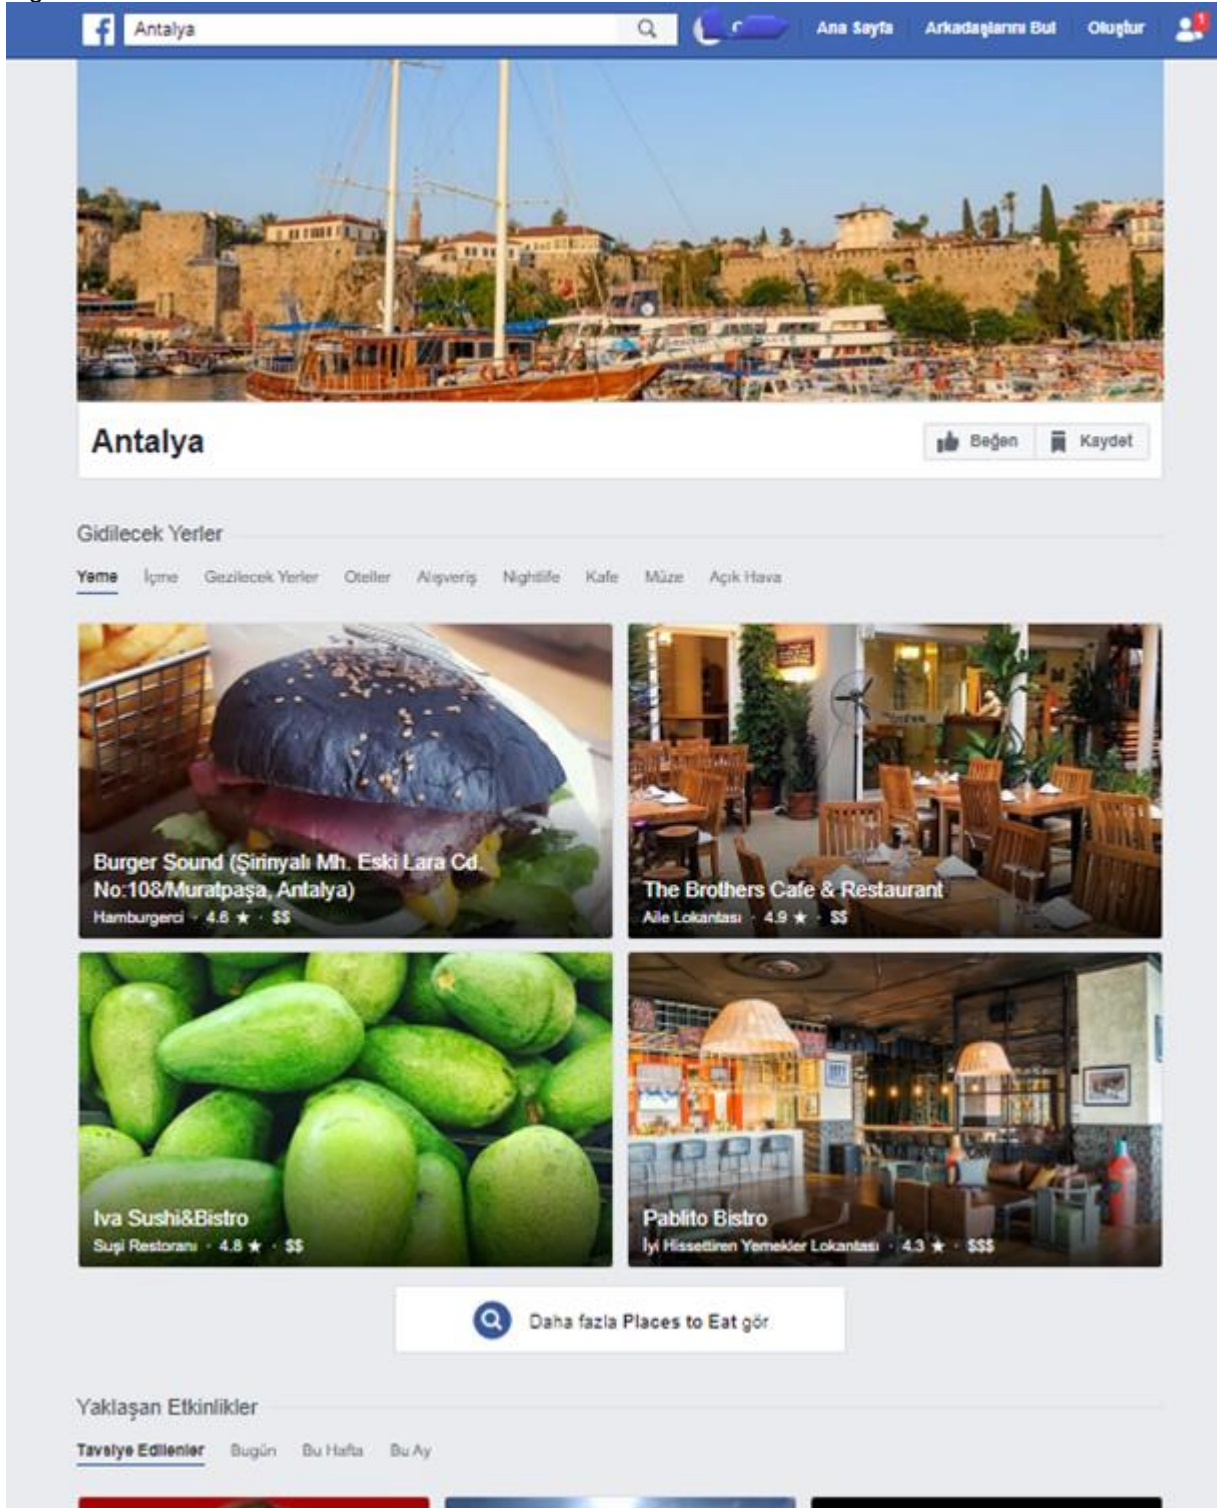 Antalya
Ana Sayfa Arkadaşlarını Bul Oluştur
1
Antalya
Beğen Kaydet
Gidilecek Yerler
Yeme İçme Gezilecek Yerler Oteller Alışveriş Nightlife Kafe Müze Açık Hava
Burger Sound (Şirinyalı Mh. Eski Lara Cd.
No:108/Muratpaşa, Antalya)
Hamburgerci · 4.6 ★ · $$
The Brothers Cafe & Restaurant
Aile Lokantası · 4.9 ★ · $$
Iva Sushi&Bistro
Suşi Restoranı · 4.8 ★ · $$
Pablito Bistro
İyi Hissettiren Yemekler Lokantası · 4.3 ★ · $$$
Daha fazla Places to Eat gör
Yaklaşan Etkinlikler
Tavsiye Edilenler Bugün Bu Hafta Bu Ay